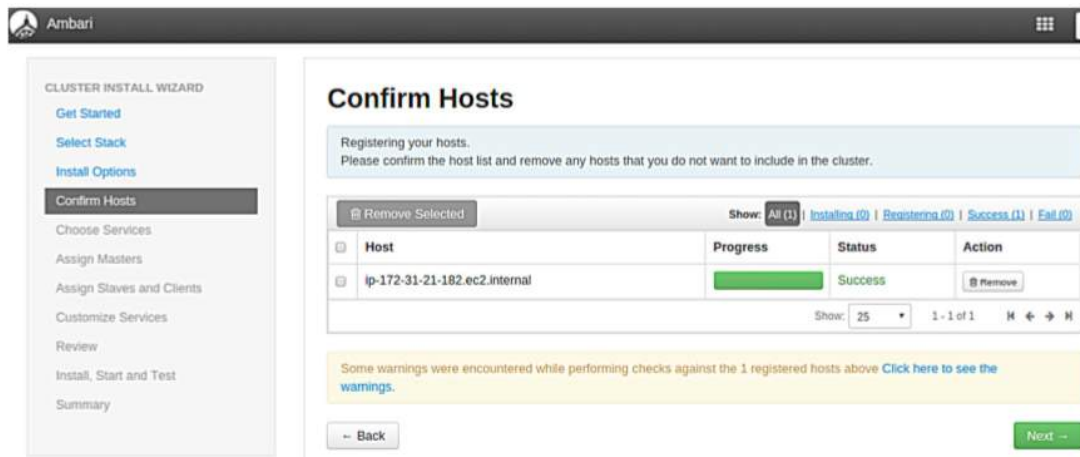 Ambari
CLUSTER INSTALL WIZARD
Get Started
Select Stack
Install Options
Confirm Hosts
Choose Services
Assign Masters
Assign Slaves and Clients
Customize Services
Review
Install, Start and Test
Summary
Confirm Hosts
Registering your hosts.
Please confirm the host list and remove any hosts that you do not want to include in the cluster.
Remove Selected Show: All (1) | Installing (0) | Registering (0) | Success (1) | Fail (0)
Host Progress Status Action
ip-172-31-21-182.ec2.internal Success Remove
Show: 25 1 - 1 of 1
Some warnings were encountered while performing checks against the 1 registered hosts above Click here to see the
warnings.
← Back Next →